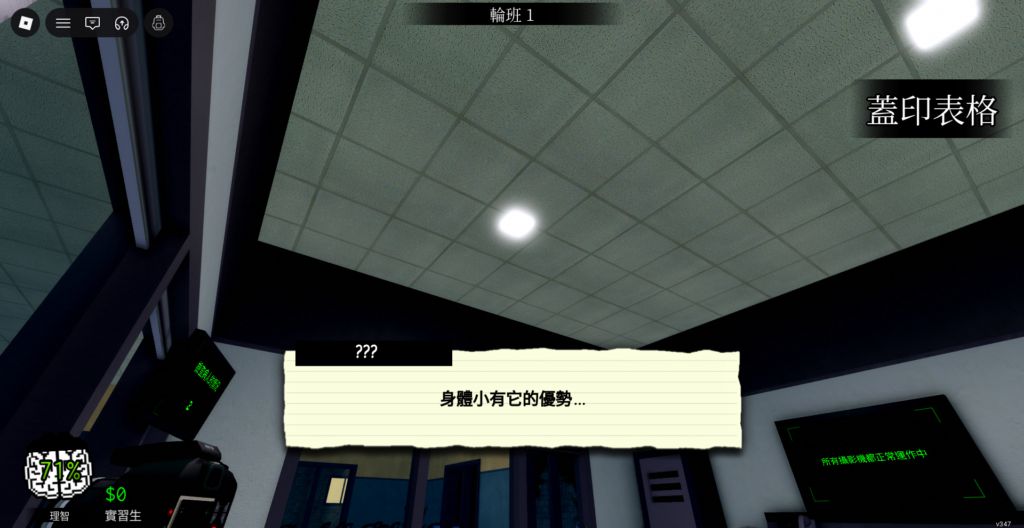 輪班 1
蓋印表格
???
身體小有它的優勢...
所有攝影機都正常運作中
71%
$0
理智
實習生
v347